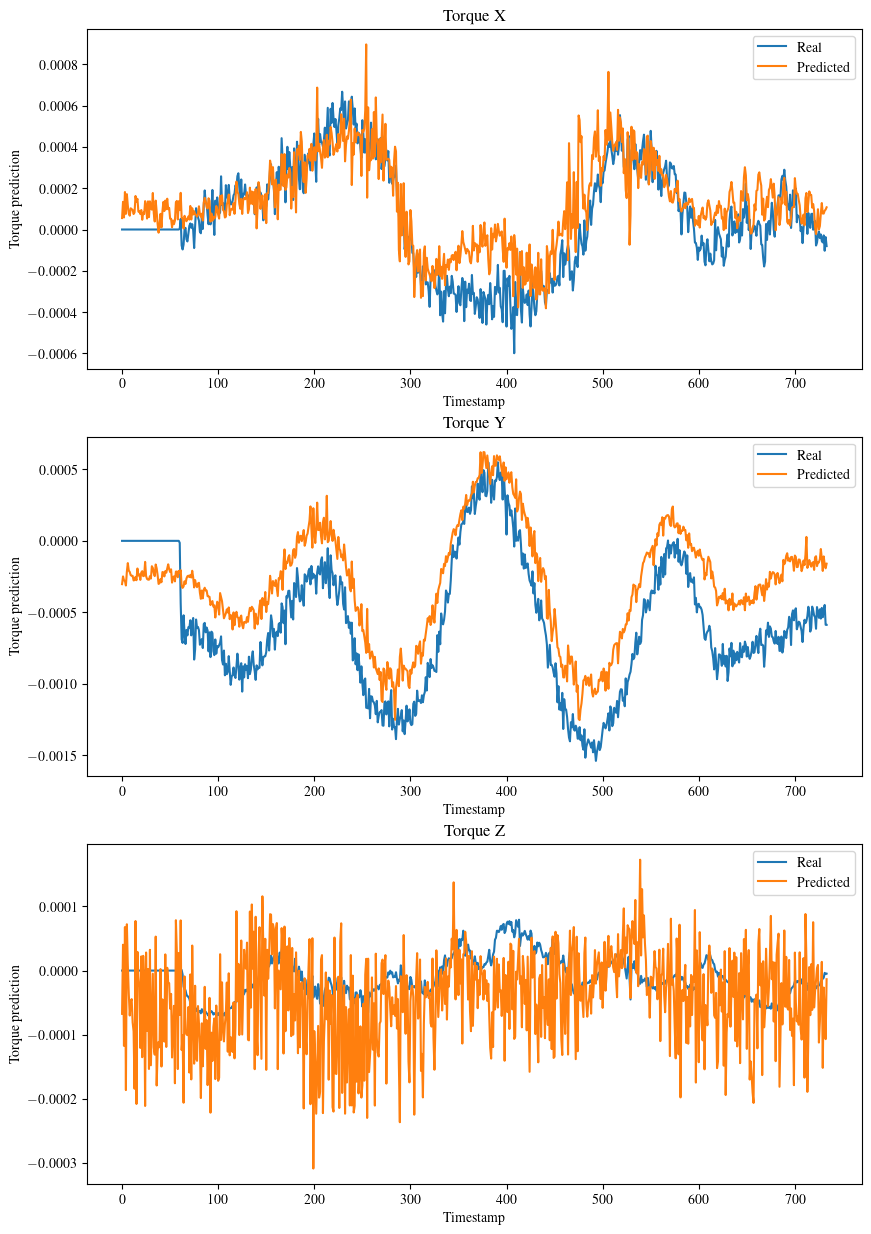 Torque X
Real
Predicted
Torque prediction
0.0008
0.0006
0.0004
0.0002
0.0000
−0.0002
−0.0004
−0.0006
0 100 200 300 400 500 600 700
Timestamp
Torque Y
Real
Predicted
Torque prediction
0.0005
0.0000
−0.0005
−0.0010
−0.0015
0 100 200 300 400 500 600 700
Timestamp
Torque Z
Real
Predicted
Torque prediction
0.0001
0.0000
−0.0001
−0.0002
−0.0003
0 100 200 300 400 500 600 700
Timestamp